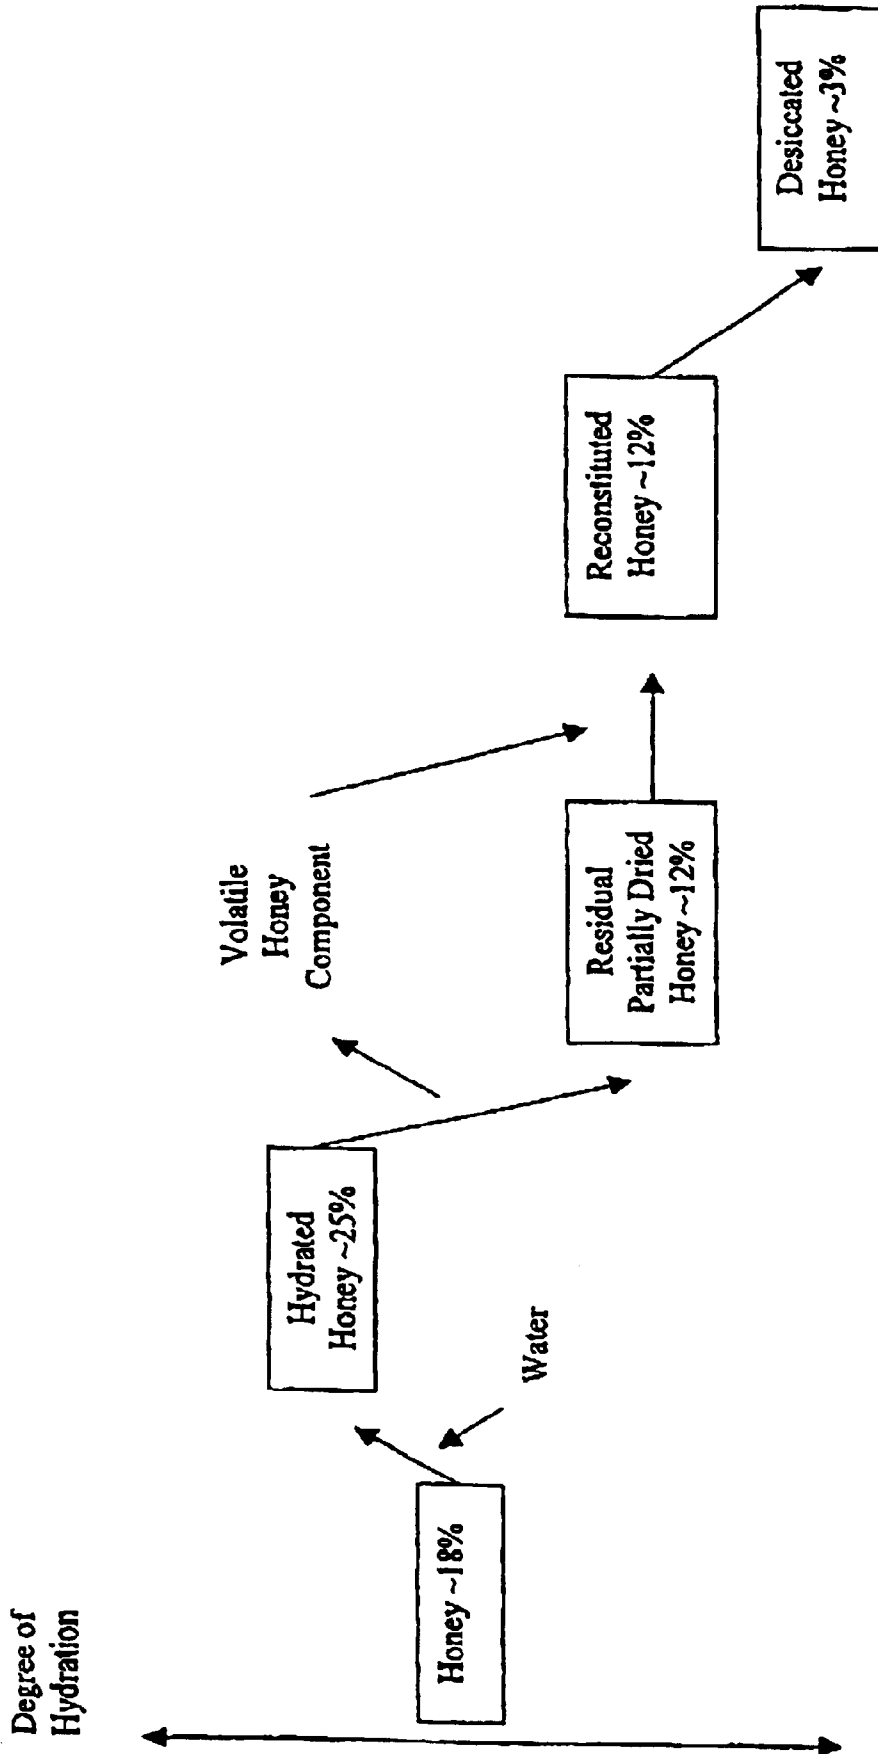 Degree of
Hydration
Honey ~18%
Water
Hydrated
Honey ~25%
Volatile
Honey
Component
Residual
Partially Dried
Honey ~12%
Reconstituted
Honey ~12%
Desiccated
Honey ~3%